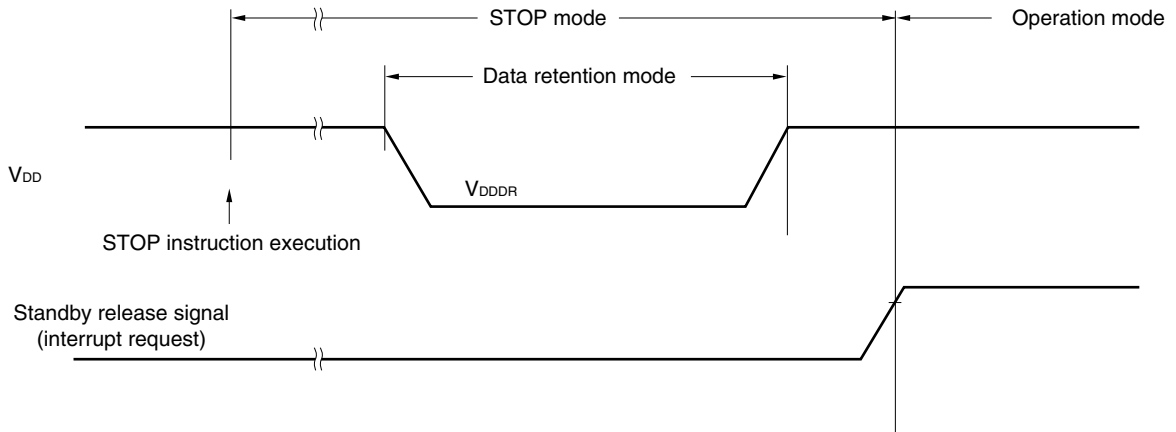 STOP mode
Operation mode
Data retention mode
VDD
VDDDR
STOP instruction execution
Standby release signal
(interrupt request)